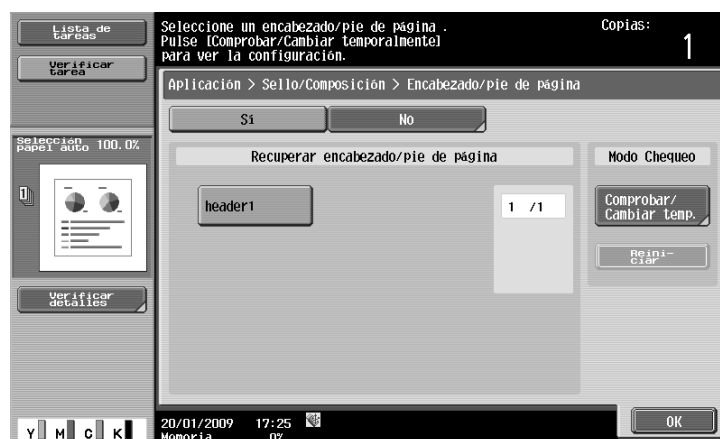 Lista de
tareas
Verificar
tarea
Selección
papel auto 100.0%
1
Verificar
detalles
Y M C K
Seleccione un encabezado/pie de página .
Pulse [Comprobar/Cambiar temporalmente]
para ver la configuración.
Copias:
1
Aplicación > Sello/Composición > Encabezado/pie de página
Sí
No
Recuperar encabezado/pie de página
Modo Chequeo
header1
1 /1
Comprobar/
Cambiar temp.
Reini-
ciar
20/01/2009 17:25
Memoria 0%
OK